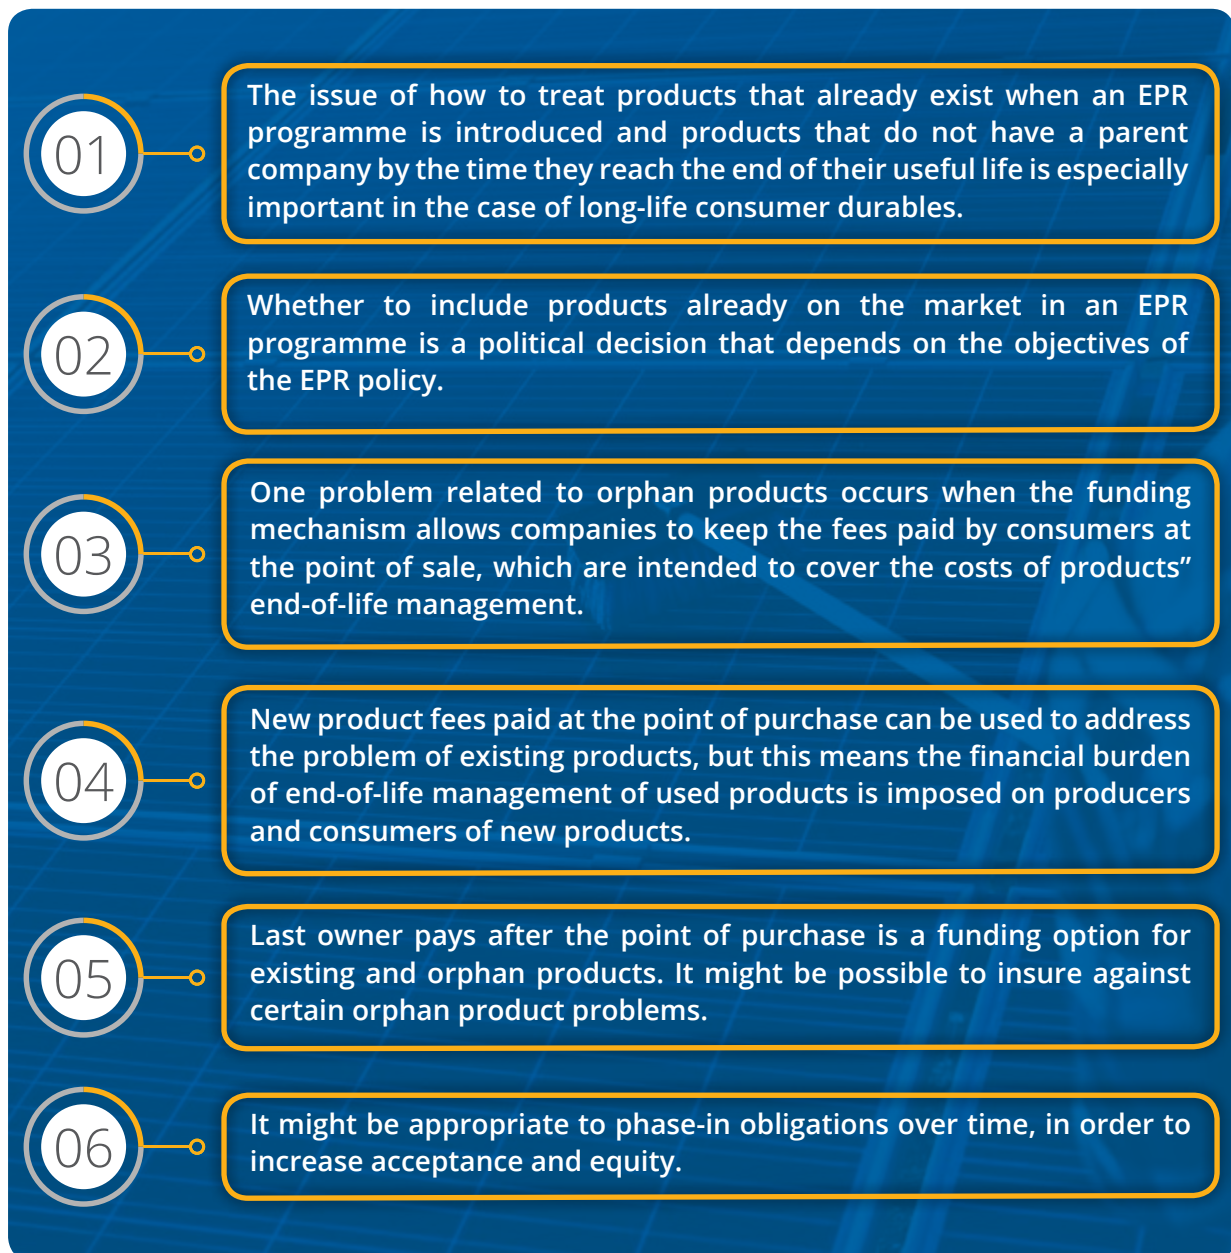 01
The issue of how to treat products that already exist when an EPR
programme is introduced and products that do not have a parent
company by the time they reach the end of their useful life is especially
important in the case of long-life consumer durables.
02
Whether to include products already on the market in an EPR
programme is a political decision that depends on the objectives of
the EPR policy.
03
One problem related to orphan products occurs when the funding
mechanism allows companies to keep the fees paid by consumers at
the point of sale, which are intended to cover the costs of products”
end-of-life management.
04
New product fees paid at the point of purchase can be used to address
the problem of existing products, but this means the financial burden
of end-of-life management of used products is imposed on producers
and consumers of new products.
05
Last owner pays after the point of purchase is a funding option for
existing and orphan products. It might be possible to insure against
certain orphan product problems.
06
It might be appropriate to phase-in obligations over time, in order to
increase acceptance and equity.